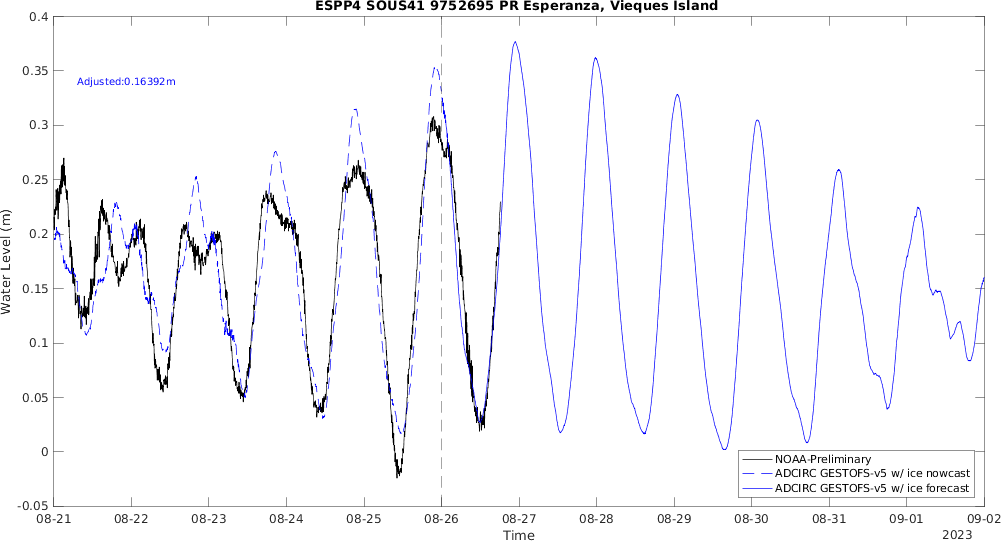 ESPP4 SOUS41 9752695 PR Esperanza, Vieques Island
0.4
0.35
0.3
0.25
0.2
0.15
0.1
0.05
0
-0.05
Water Level (m)
Adjusted:0.16392m
NOAA-Preliminary
ADCIRC GESTOFS-v5 w/ ice nowcast
ADCIRC GESTOFS-v5 w/ ice forecast
08-21 08-22 08-23 08-24 08-25 08-26 08-27 08-28 08-29 08-30 08-31 09-01 09-02
Time
2023